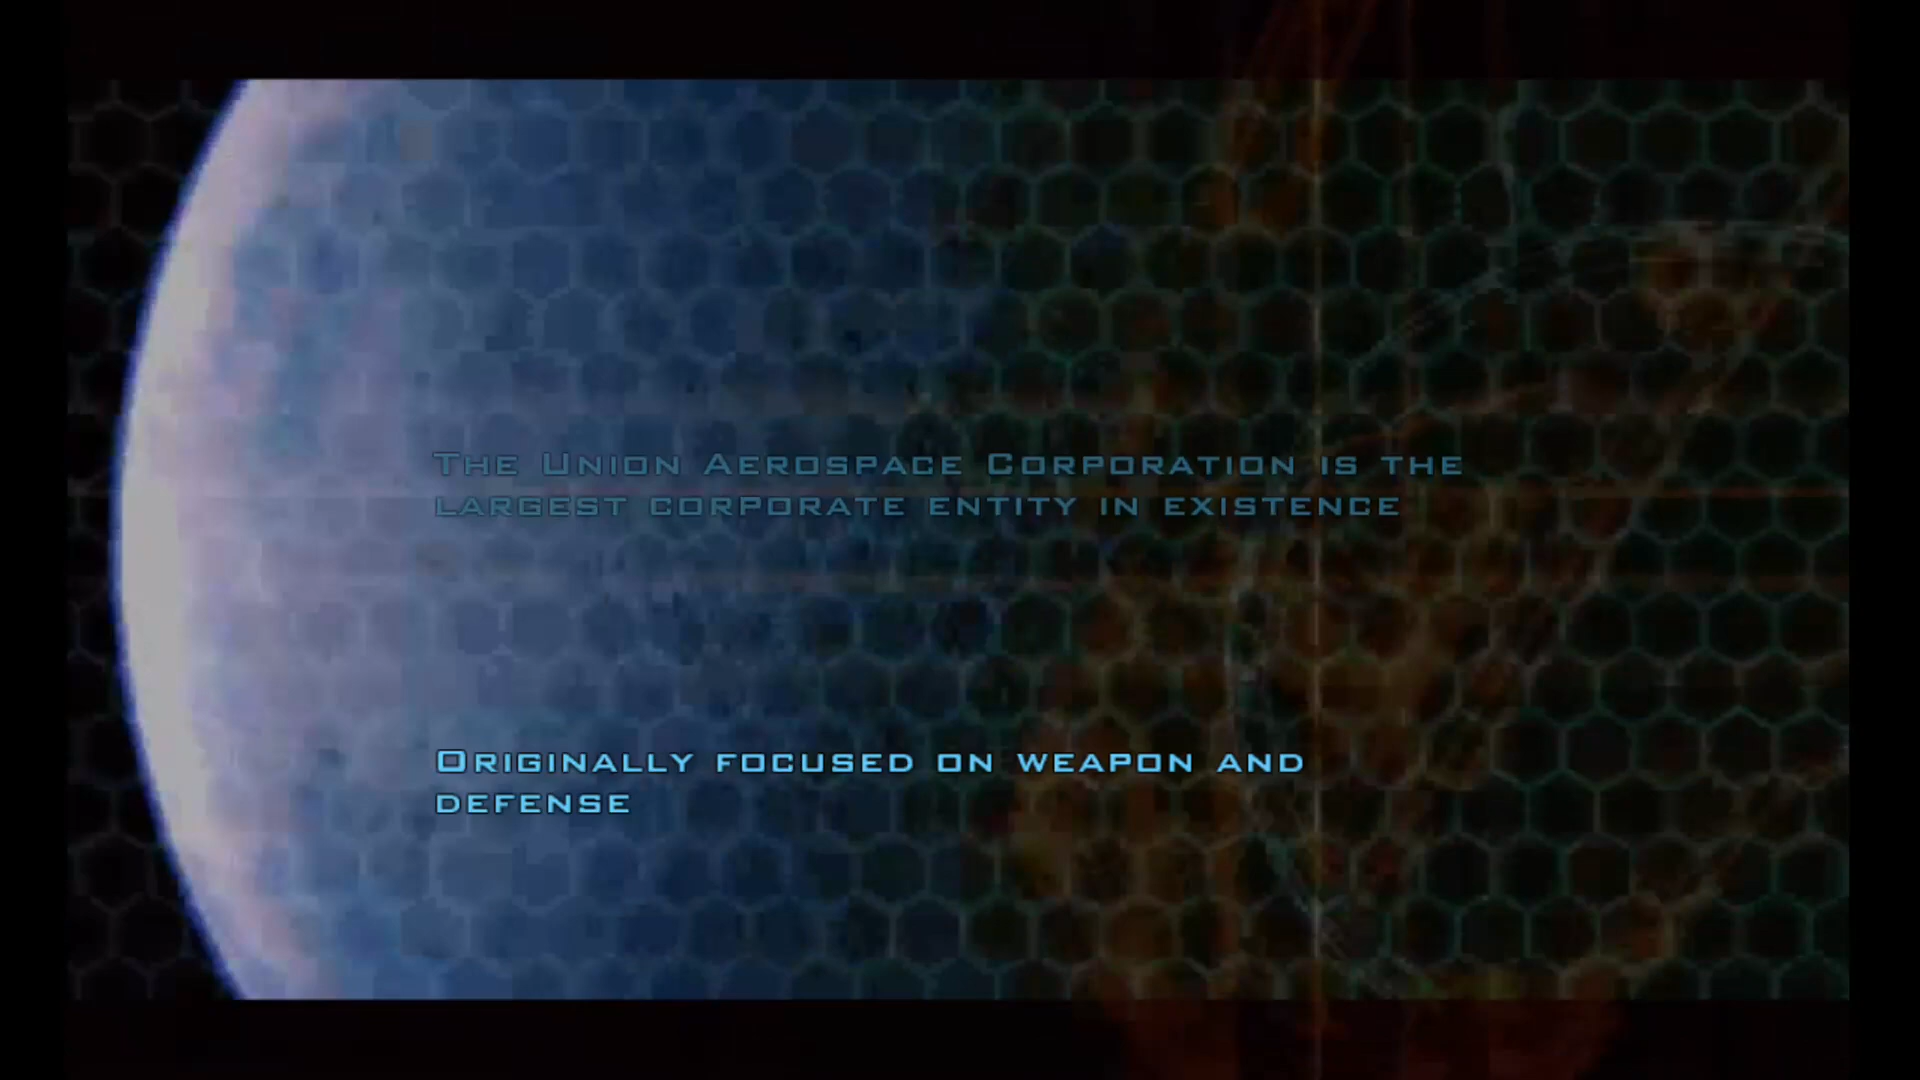 The Union Aerospace Corporation is the
largest corporate entity in existence
Originally focused on weapon and
defense